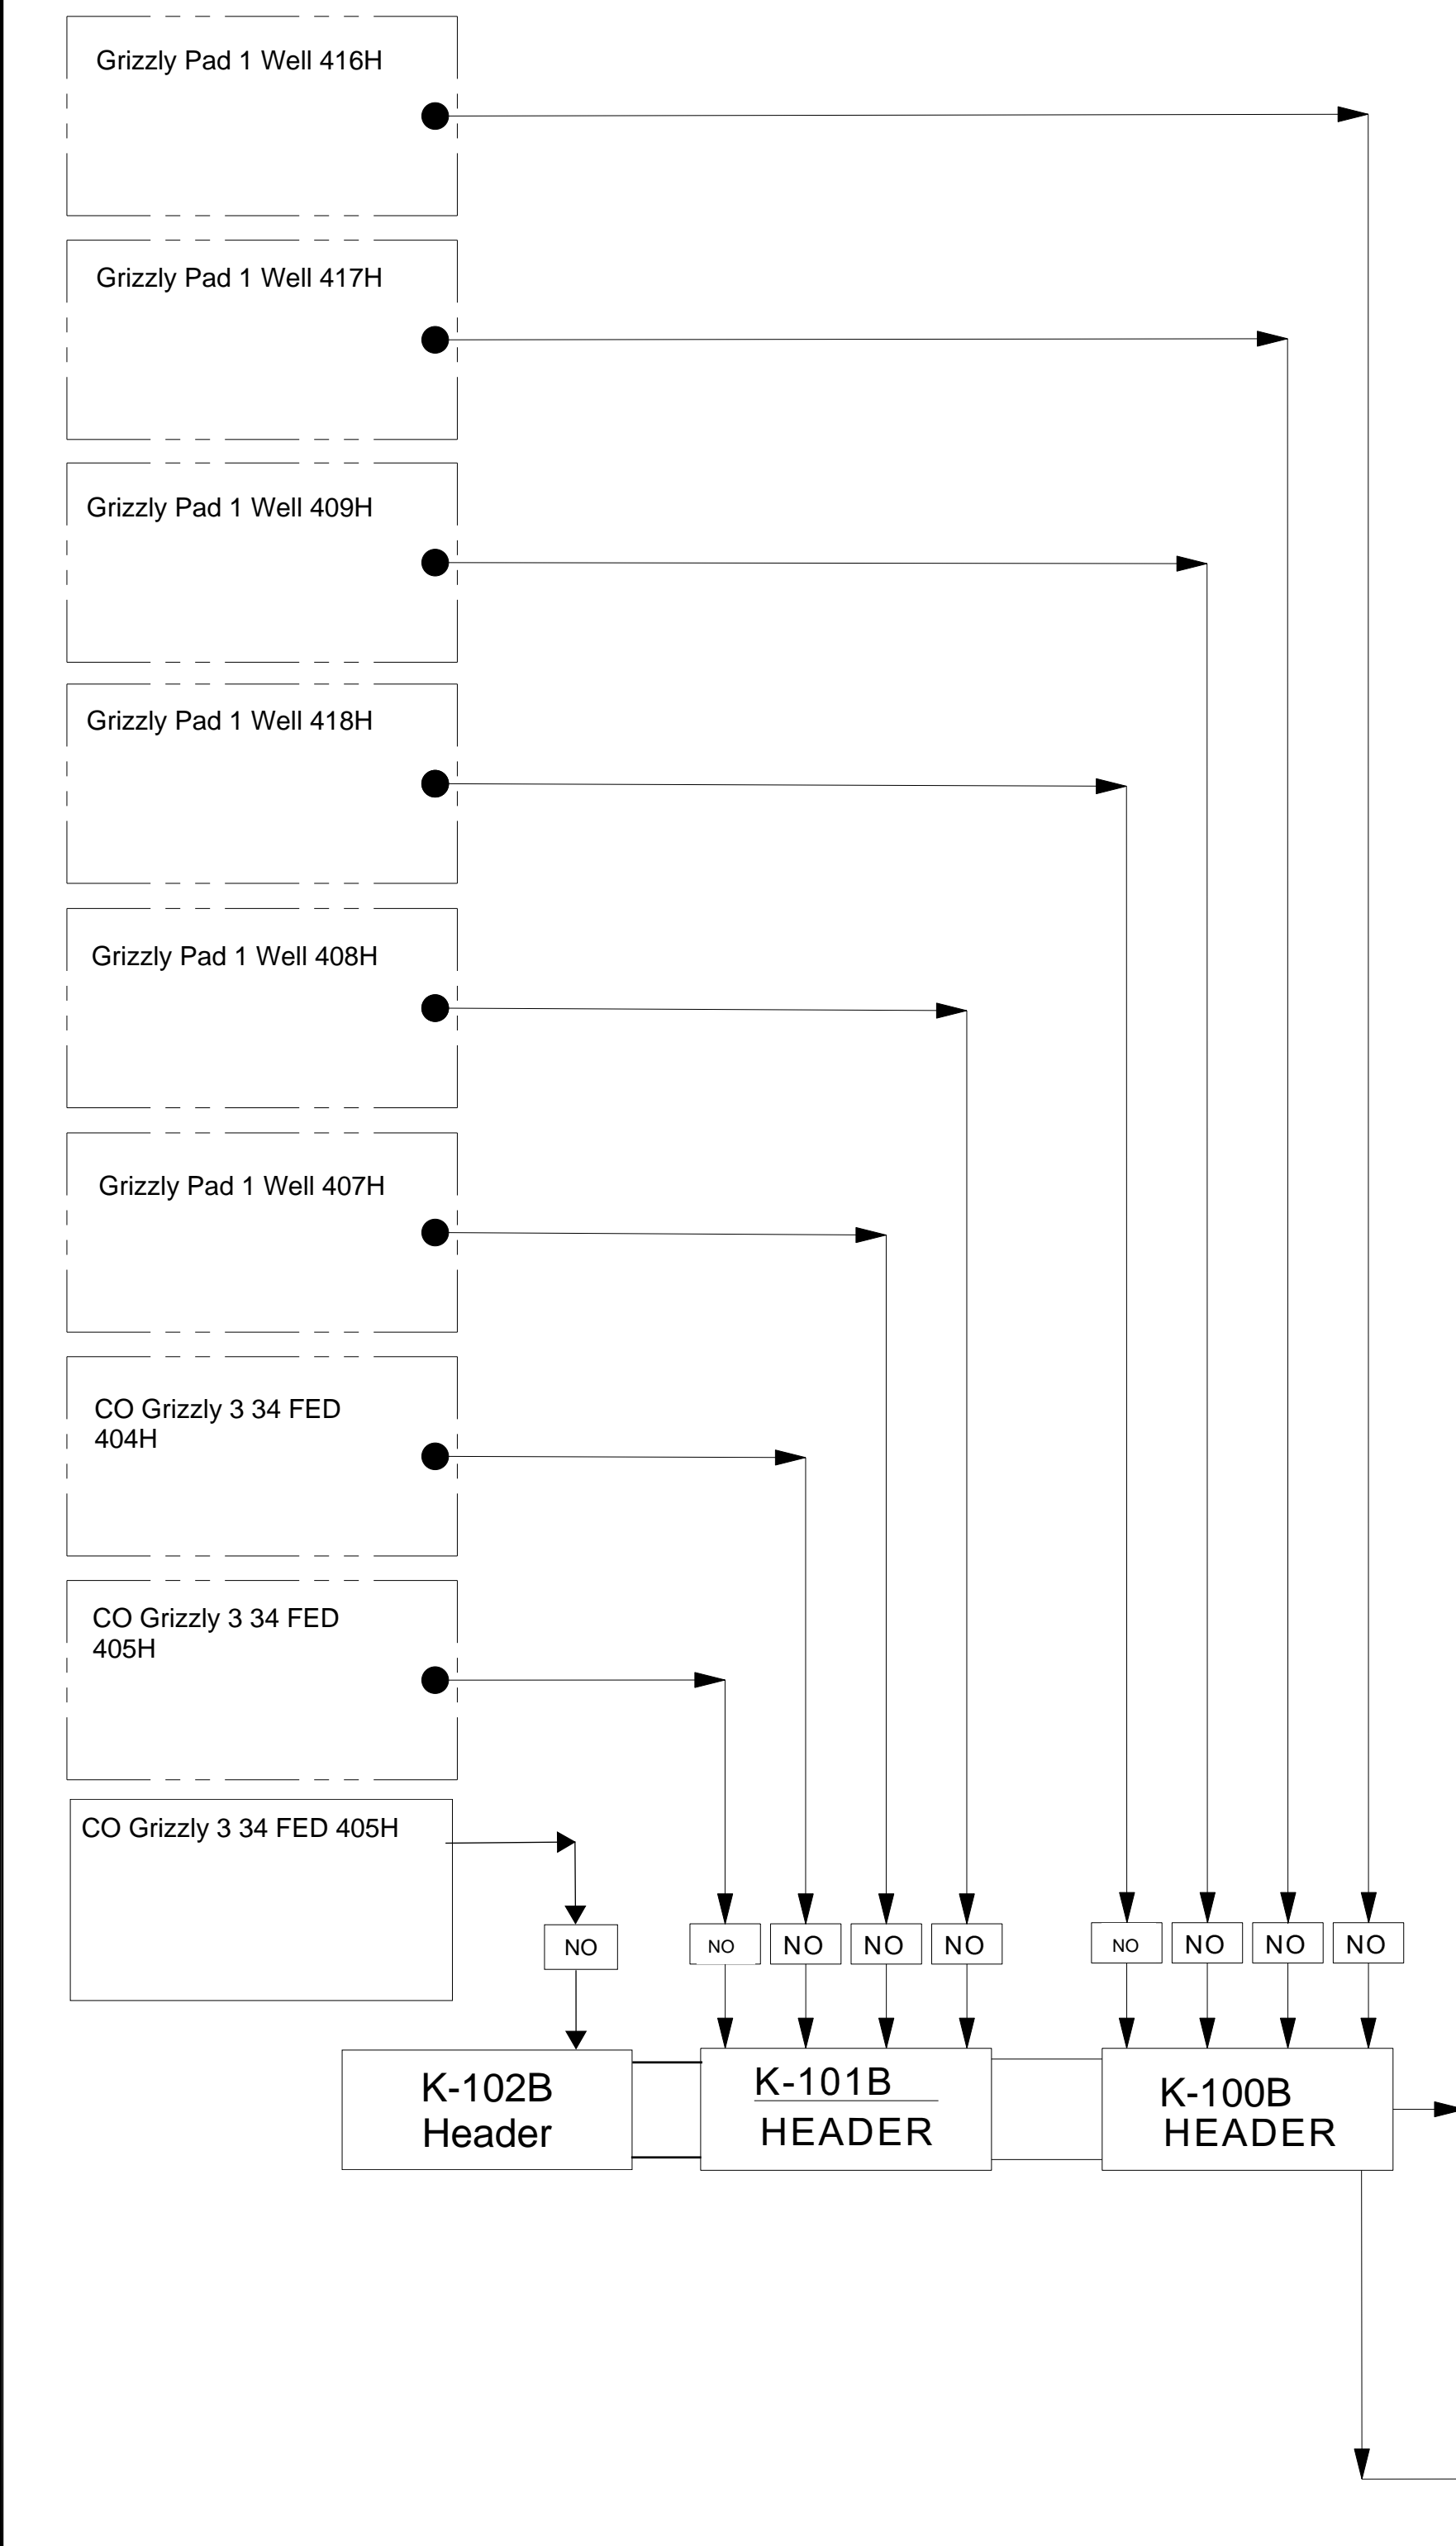 Grizzly Pad 1 Well 416H
Grizzly Pad 1 Well 417H
Grizzly Pad 1 Well 409H
Grizzly Pad 1 Well 418H
Grizzly Pad 1 Well 408H
Grizzly Pad 1 Well 407H
CO Grizzly 3 34 FED
404H
CO Grizzly 3 34 FED
405H
CO Grizzly 3 34 FED 405H
NO
NO
NO
NO
NO
NO
NO
NO
NO
K-102B
Header
K-101B
HEADER
K-100B
HEADER